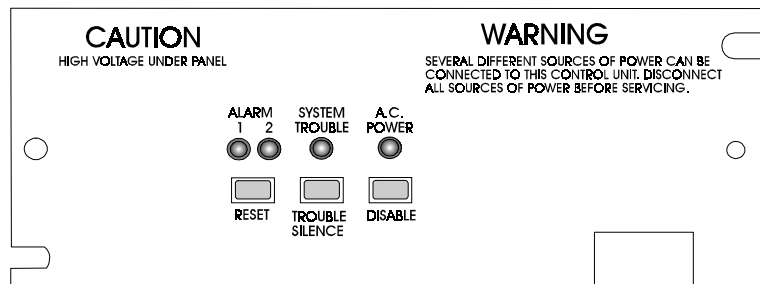 CAUTION
HIGH VOLTAGE UNDER PANEL
WARNING
SEVERAL DIFFERENT SOURCES OF POWER CAN BE
CONNECTED TO THIS CONTROL UNIT. DISCONNECT
ALL SOURCES OF POWER BEFORE SERVICING.
ALARM
1 2
SYSTEM
TROUBLE
A.C.
POWER
RESET
TROUBLE
SILENCE
DISABLE